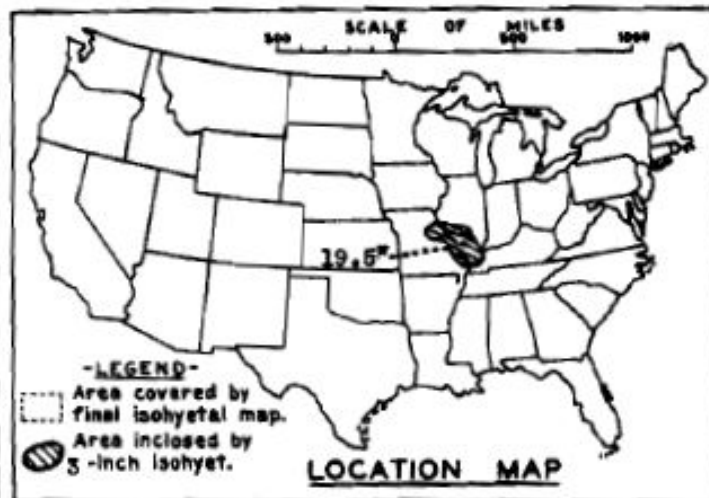 SCALE OF MILES
500 0 500 1000
19.5"
-LEGEND-
Area covered by
final isohyetal map.
Area inclosed by
3-inch isohyet.
LOCATION MAP